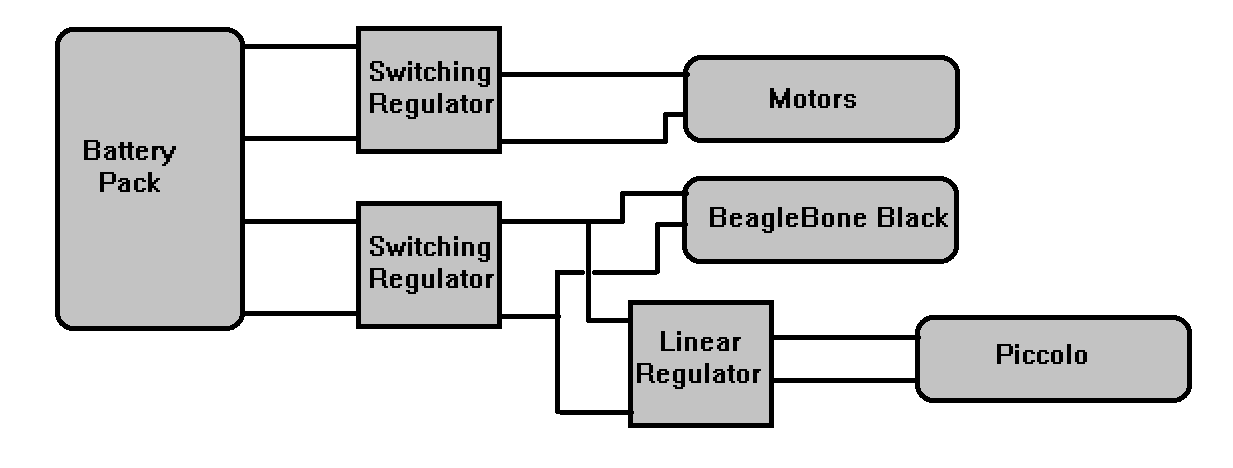 Battery
Pack
Switching
Regulator
Motors
Switching
Regulator
BeagleBone Black
Linear
Regulator
Piccolo